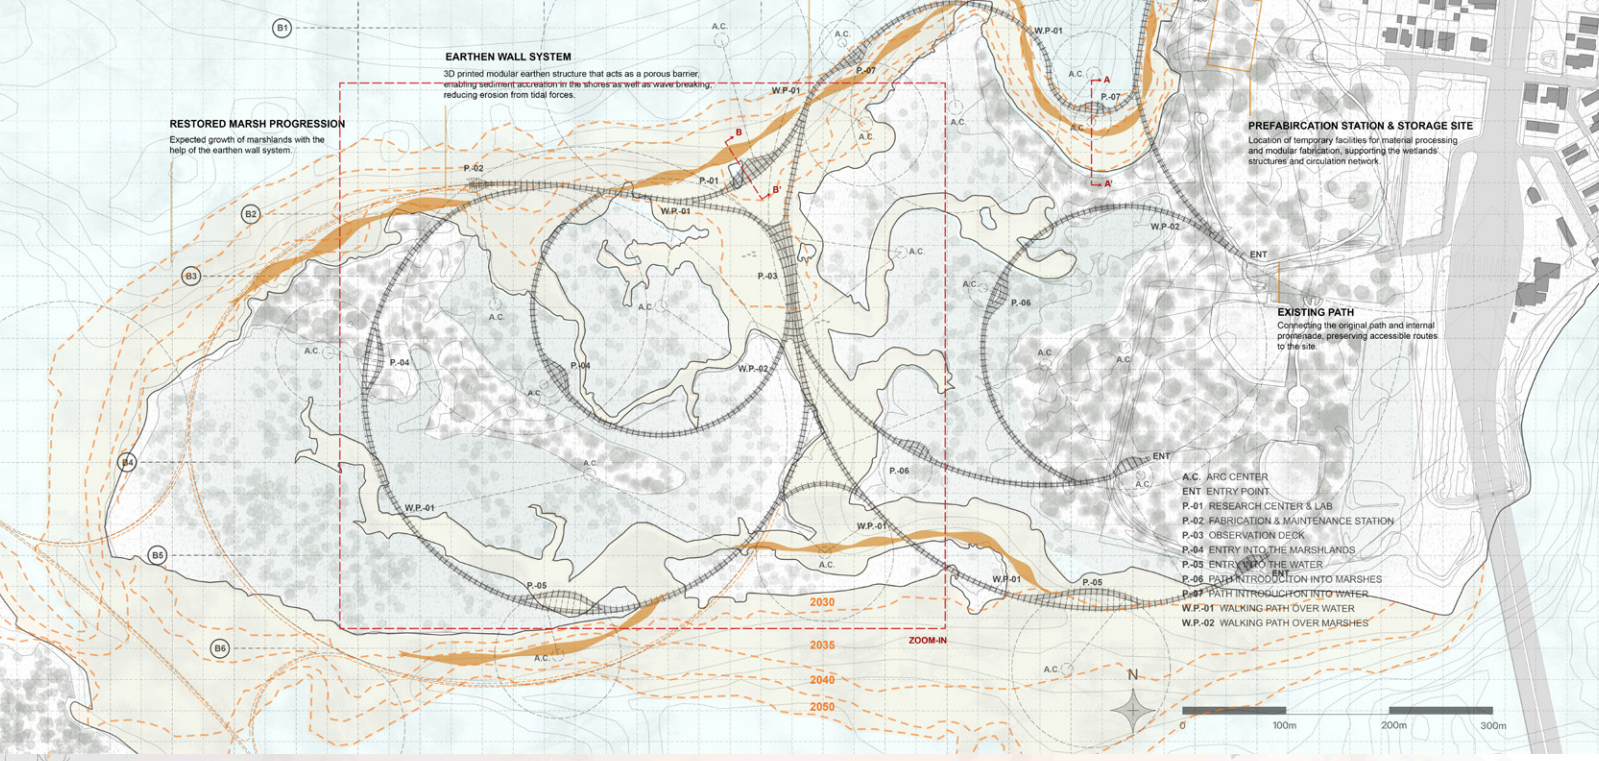 B1
A.C.
A.C.
W.P-01
EARTHEN WALL SYSTEM
3D printed modular earthen structure that acts as a porous barrier,
enabling sediment accreation in the shores as well as wave breaking,
reducing erosion from tidal forces.
P.-07
A.C.
A
W.P-01
P.-07
RESTORED MARSH PROGRESSION
Expected growth of marshlands with the
help of the earthen wall system.
A.C.
A.C.
A.C.
B
PREFABIRCATION STATION & STORAGE SITE
Location of temporary facilities for material processing
and modular fabrication, supporting the wetlands'
structures and circulation network.
P.-02
P.-01
B'
A'
B2
W.P.-01
W.P-02
A.C.
ENT
B3
P.-03
A.C.
P.-06
A.C.
A.C.
EXISTING PATH
Connecting the original path and internal
promenade, preserving accessible routes
to the site.
A.C.
P.-04
P.-04
W.P.-02
A.C.
A.C.
A.C
B4
A.C.
P.-06
ENT
A.C.
A.C. ARC CENTER
ENT ENTRY POINT
P.-01 RESEARCH CENTER & LAB
P.-02 FABRICATION & MAINTENANCE STATION
P.-03 OBSERVATION DECK
P.-04 ENTRY INTO THE MARSHLANDS
P.-05 ENTRY INTO THE WATER
P.-06 PATH INTRODUCITON INTO MARSHES
P.-07 PATH INTRODUCITON INTO WATER
W.P.-01 WALKING PATH OVER WATER
W.P.-02 WALKING PATH OVER MARSHES
W.P.-01
W.P.-01
B5
A.C.
ENT
P.-05
W.P-01
P.-05
2030
B6
ZOOM-IN
2035
A.C.
A.C.
2040
N
2050
0
100m
200m
300m